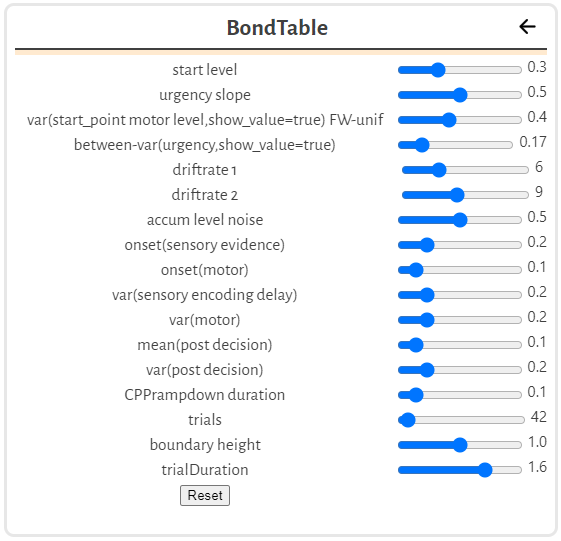 BondTable
start level 0.3
urgency slope 0.5
var(start_point motor level,show_value=true) FW-unif 0.4
between-var(urgency,show_value=true) 0.17
driftrate 1 6
driftrate 2 9
accum level noise 0.5
onset(sensory evidence) 0.2
onset(motor) 0.1
var(sensory encoding delay) 0.2
var(motor) 0.2
mean(post decision) 0.1
var(post decision) 0.2
CPPrampdown duration 0.1
trials 42
boundary height 1.0
trialDuration 1.6
Reset